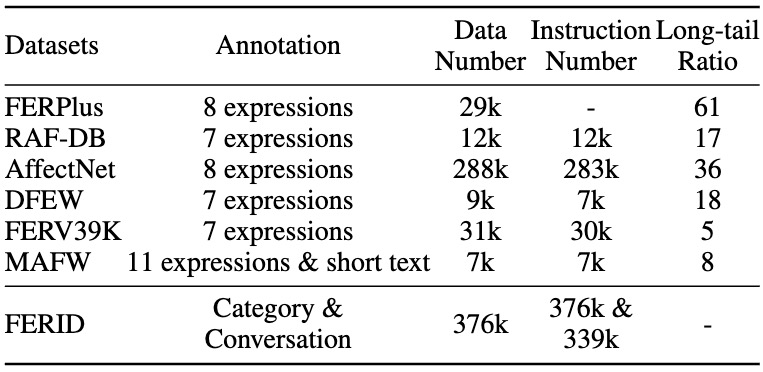 Datasets Annotation Data Number Instruction Number Long-tail Ratio
FERPlus 8 expressions 29k - 61
RAF-DB 7 expressions 12k 12k 17
AffectNet 8 expressions 288k 283k 36
DFEW 7 expressions 9k 7k 18
FERV39K 7 expressions 31k 30k 5
MAFW 11 expressions & short text 7k 7k 8
FERID Category & Conversation 376k 376k & 339k -